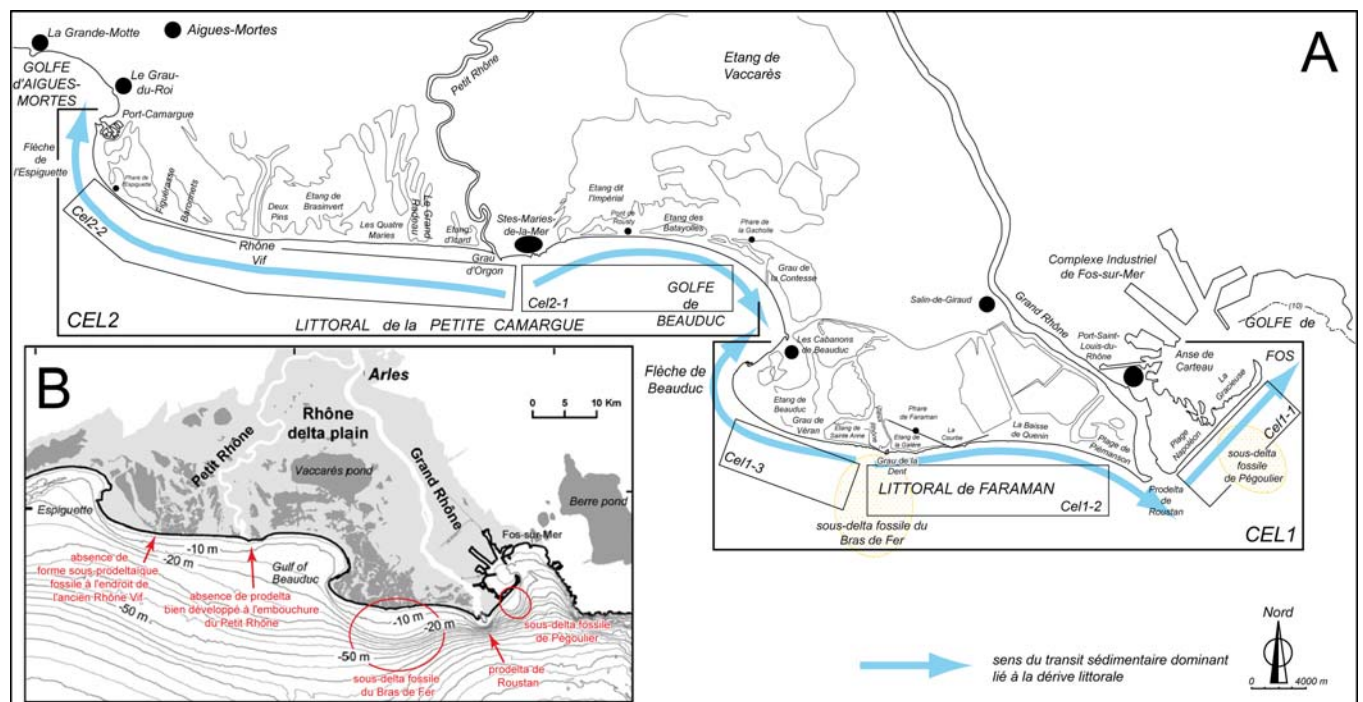 A
La Grande-Motte
Aigues-Mortes
GOLFE
d'AIGUES-
MORTES
Le Grau-
du-Roi
Port-Camargue
Flèche
de
l'Espiguette
Phare de
l'Espiguette
Figuérasse
Baronnets
Deux
Pins
Etang de
Brasinvert
Les Quatre
Maries
Le Grand
Radeau
Etang
d'Icard
Petit Rhône
Stes-Maries-
de-la-Mer
Grau
d'Orgon
Rhône
Vif
Etang de
Vaccarès
Etang dit
l'Impérial
Pont de
Rousty
Etang des
Batayolles
Phare de
la Gacholle
Grau de
la Contesse
Cel2-2
Cel2-1
GOLFE
de
BEAUDUC
CEL2
LITTORAL de la PETITE CAMARGUE
Complexe Industriel
de Fos-sur-Mer
Salin-de-Giraud
Grand Rhône
(10)
GOLFE de
FOS
Port-Saint-
Louis-du-
Rhône
Anse de
Carteau
La Gracieuse
Plage
Napoléon
Cel1-1
sous-delta
fossile
de Pégoulier
Les Cabanons
de Beauduc
Flèche de
Beauduc
Etang de
Beauduc
Grau de
Véran
Etang de
Sainte Anne
Phare
de Faraman
Etang de
la Galère
La
Courbe
La Baisse
de Quenin
Plage de
Piémanson
Grau de la
Dent
Cel1-3
LITTORAL de FARAMAN
Cel1-2
Prodelta
de
Roustan
sous-delta fossile du
Bras de Fer
CEL1
B
Arles
0 5 10 Km
Rhône
delta plain
Petit Rhône
Vaccarès pond
Grand Rhône
Berre pond
Espiguette
Fos-sur-Mer
-10 m
-20 m
-50 m
Gulf of
Beauduc
absence de
forme sous-prodeltaïque
fossile à l'endroit de
l'ancien Rhône Vif
absence de prodelta
bien développé à l'embouchure
du Petit Rhône
-10 m
-20 m
-50 m
sous-delta fossile
de Pégoulier
prodelta de
Roustan
sous-delta fossile
du Bras de Fer
sens du transit sédimentaire dominant
lié à la dérive littorale
Nord
0 4000 m